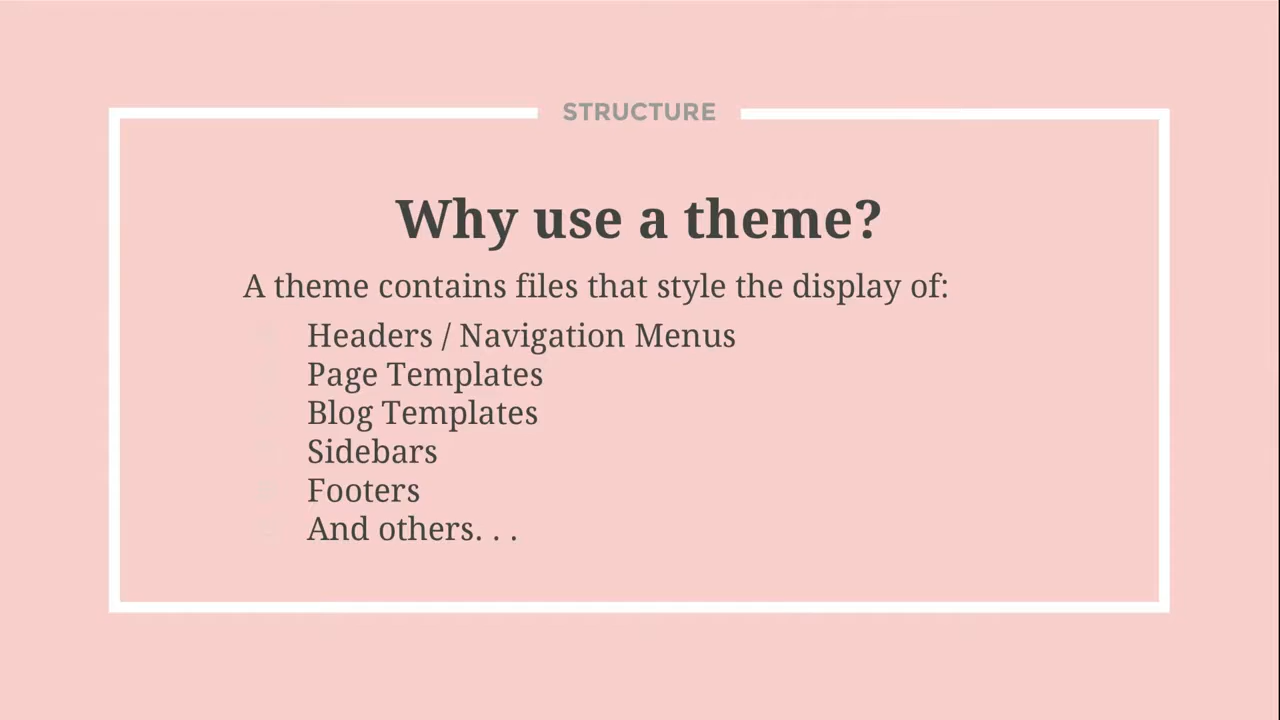 STRUCTURE
Why use a theme?
A theme contains files that style the display of:
Headers / Navigation Menus
Page Templates
Blog Templates
Sidebars
Footers
And others. . .